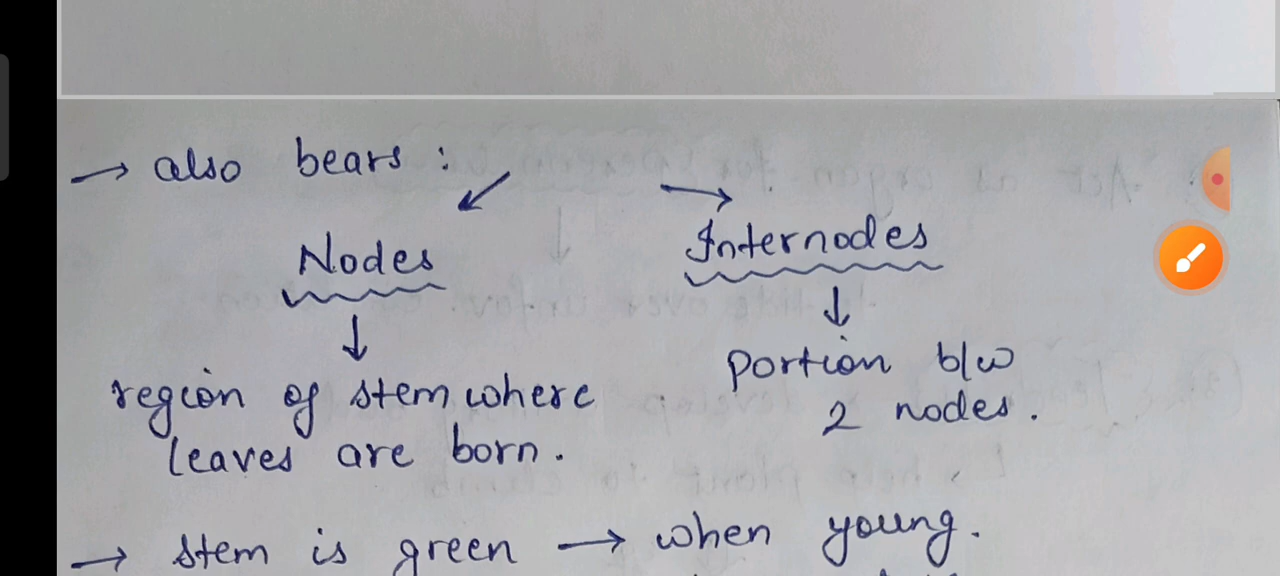 → also bears :
↙ →
Nodes Internodes
↓ ↓
region of stem where portion b/w
leaves are born. 2 nodes.
→ stem is green → when young.